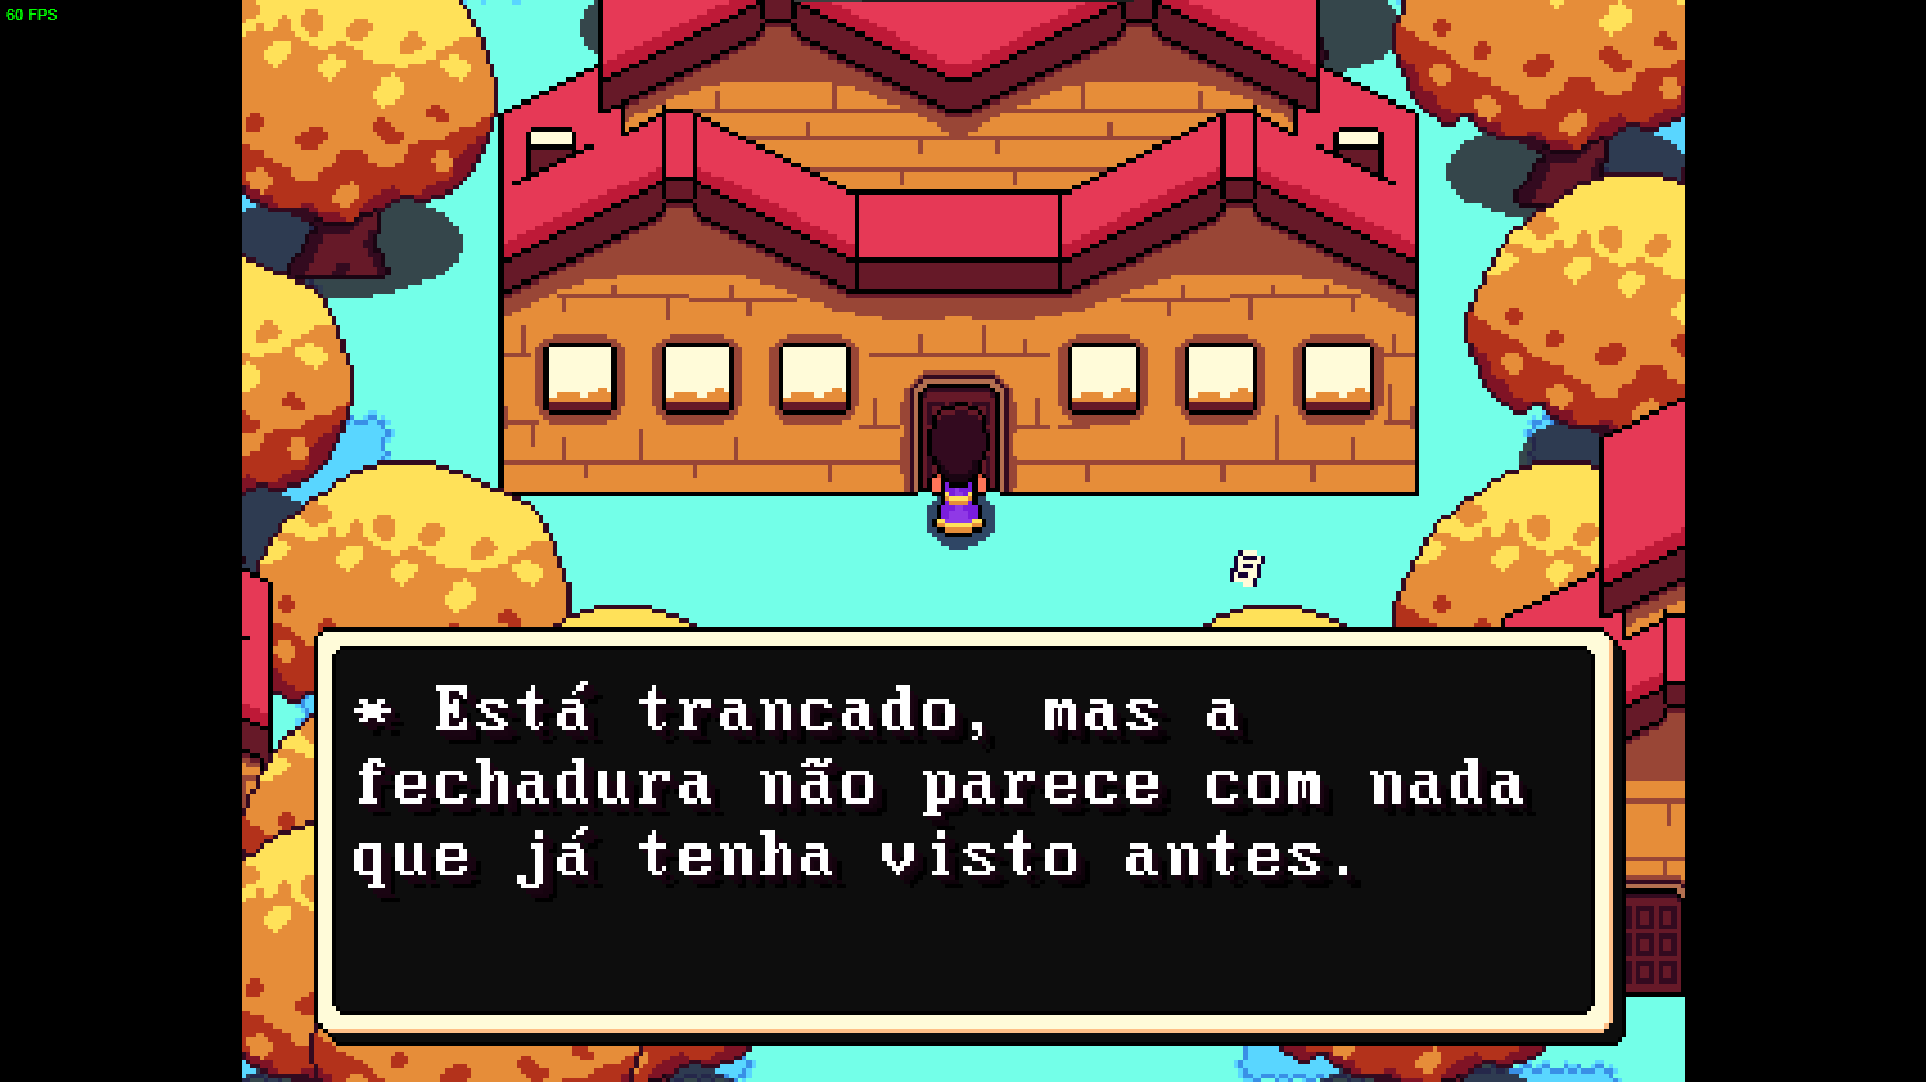 60 FPS
* Está trancado, mas a
fechadura não parece com nada
que já tenha visto antes.